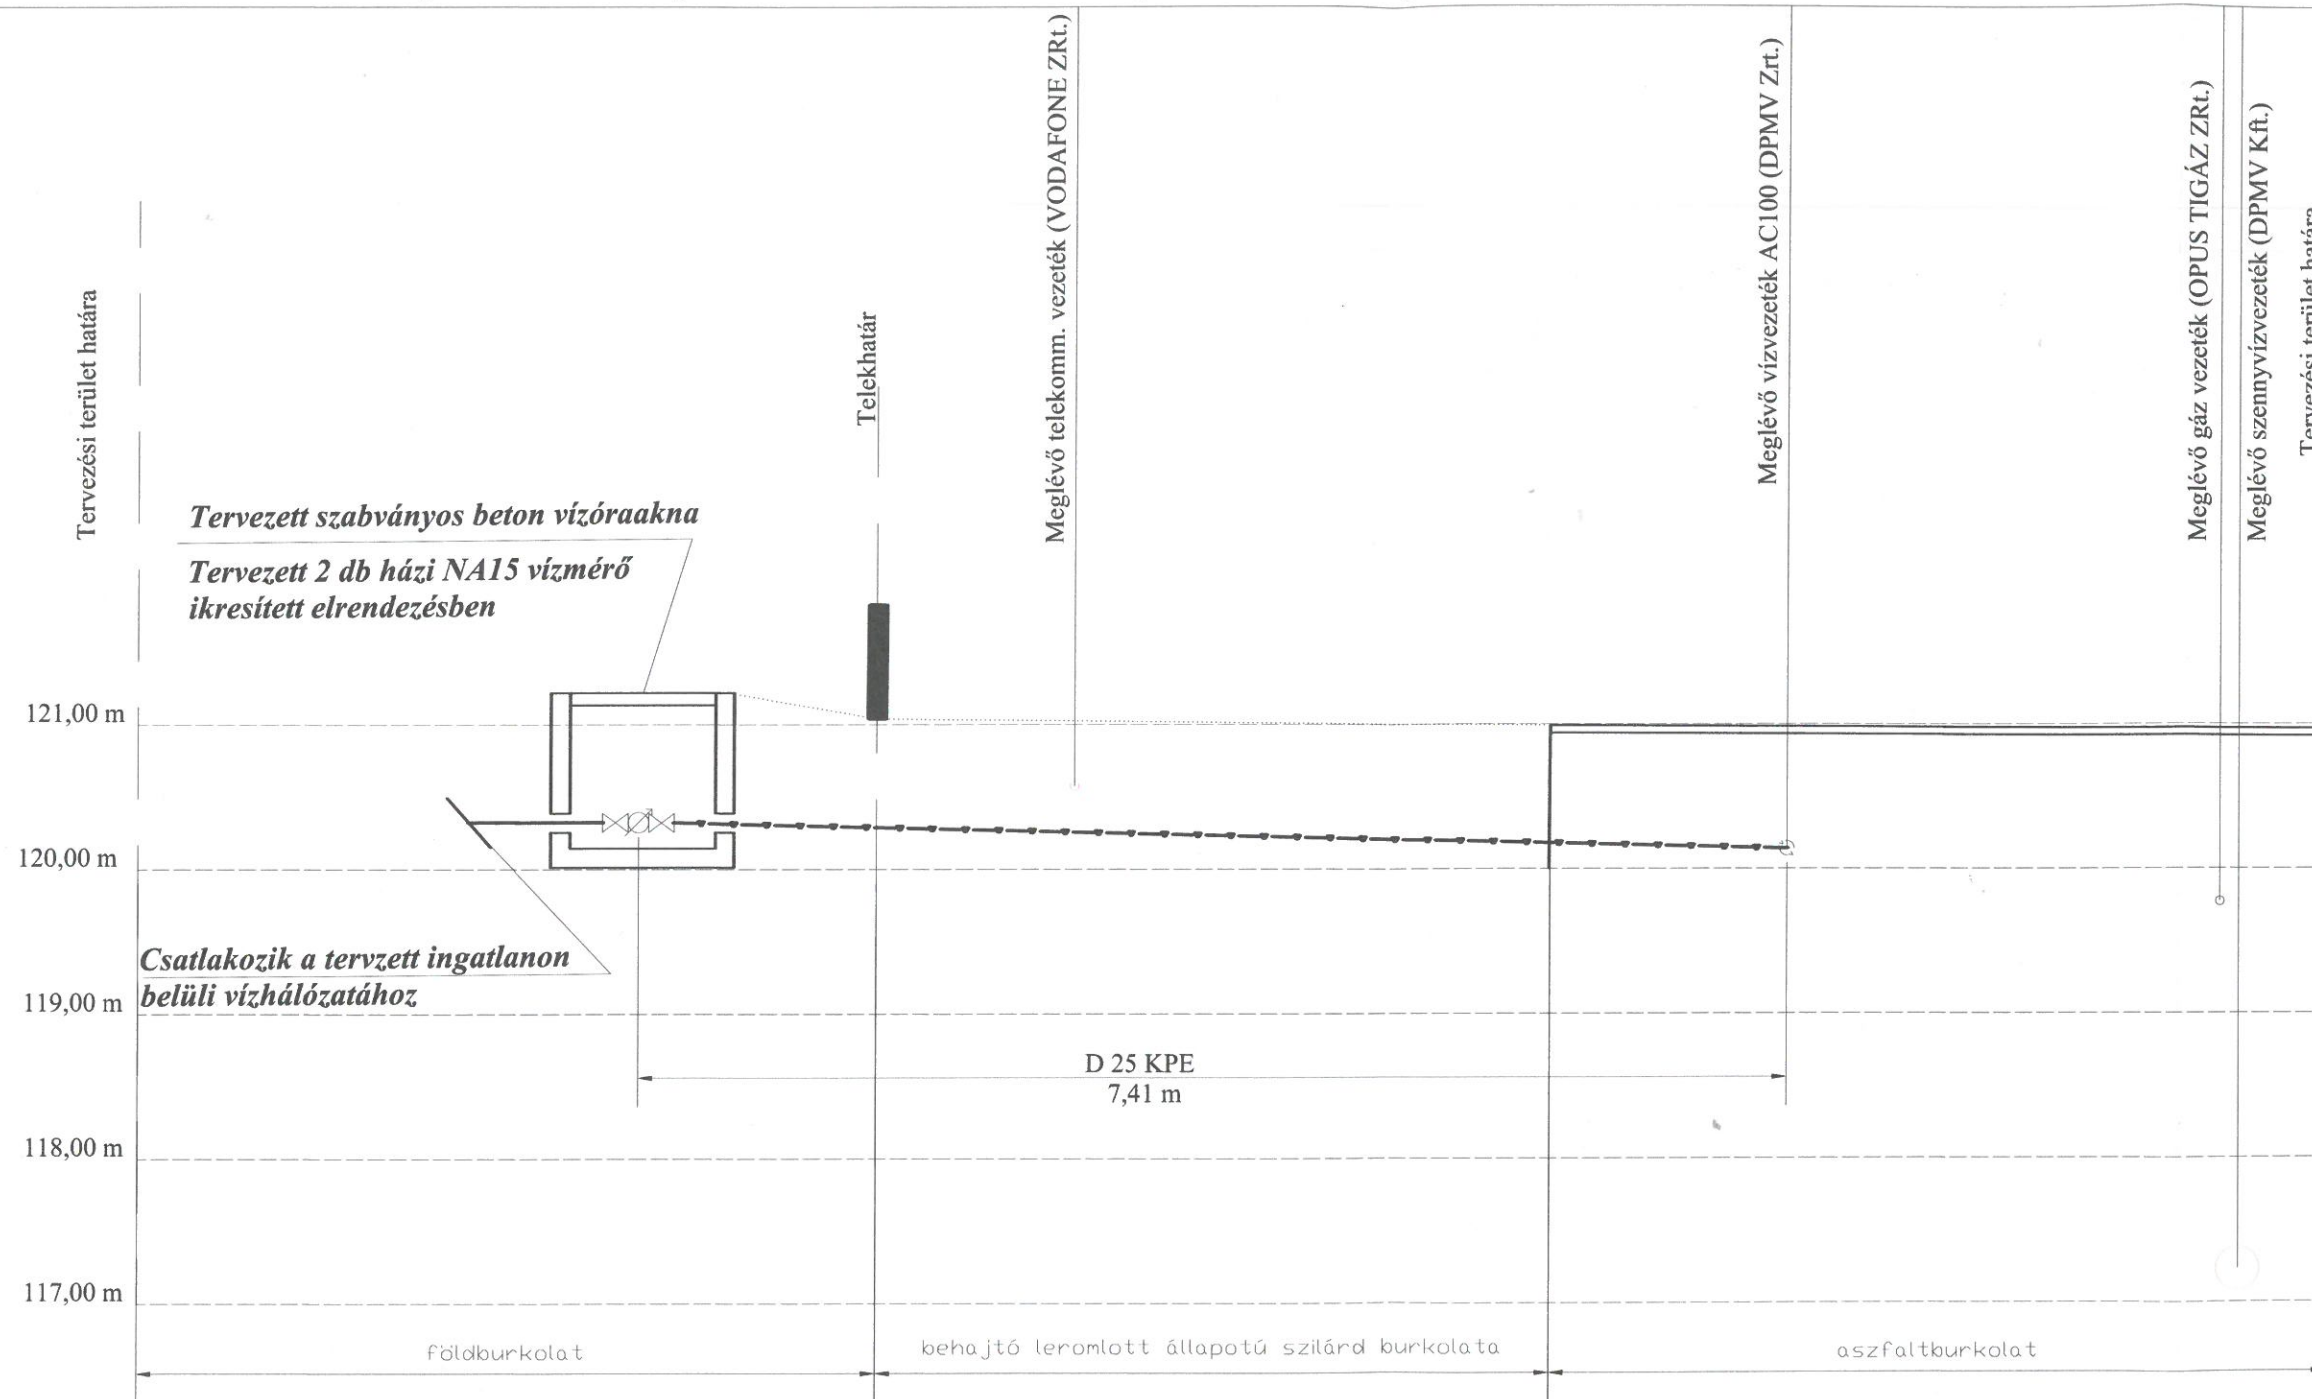 Tervezési terület határa
Telekhatár
Meglévő telekomm. vezeték (VODAFONE ZRt.)
Meglévő vízvezeték AC100 (DPMV Zrt.)
Meglévő gáz vezeték (OPUS TIGÁZ ZRt.)
Meglévő szennyvízvezeték (DPMV Kft.)
Tervezési terület határa
Tervezett szabványos beton vízóraakna
Tervezett 2 db házi NA15 vízmérő
ikresített elrendezésben
121,00 m
120,00 m
Csatlakozik a tervzett ingatlanon
belüli vízhálózatához
119,00 m
D 25 KPE
7,41 m
118,00 m
117,00 m
földburkolat
behajtó leromlott állapotú szilárd burkolata
aszfaltburkolat